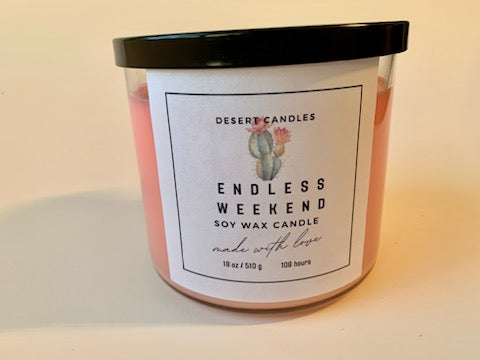 DESERT CANDLES
ENDLESS
WEEKEND
SOY WAX CANDLE
made with love
18 oz / 510 g 108 hours